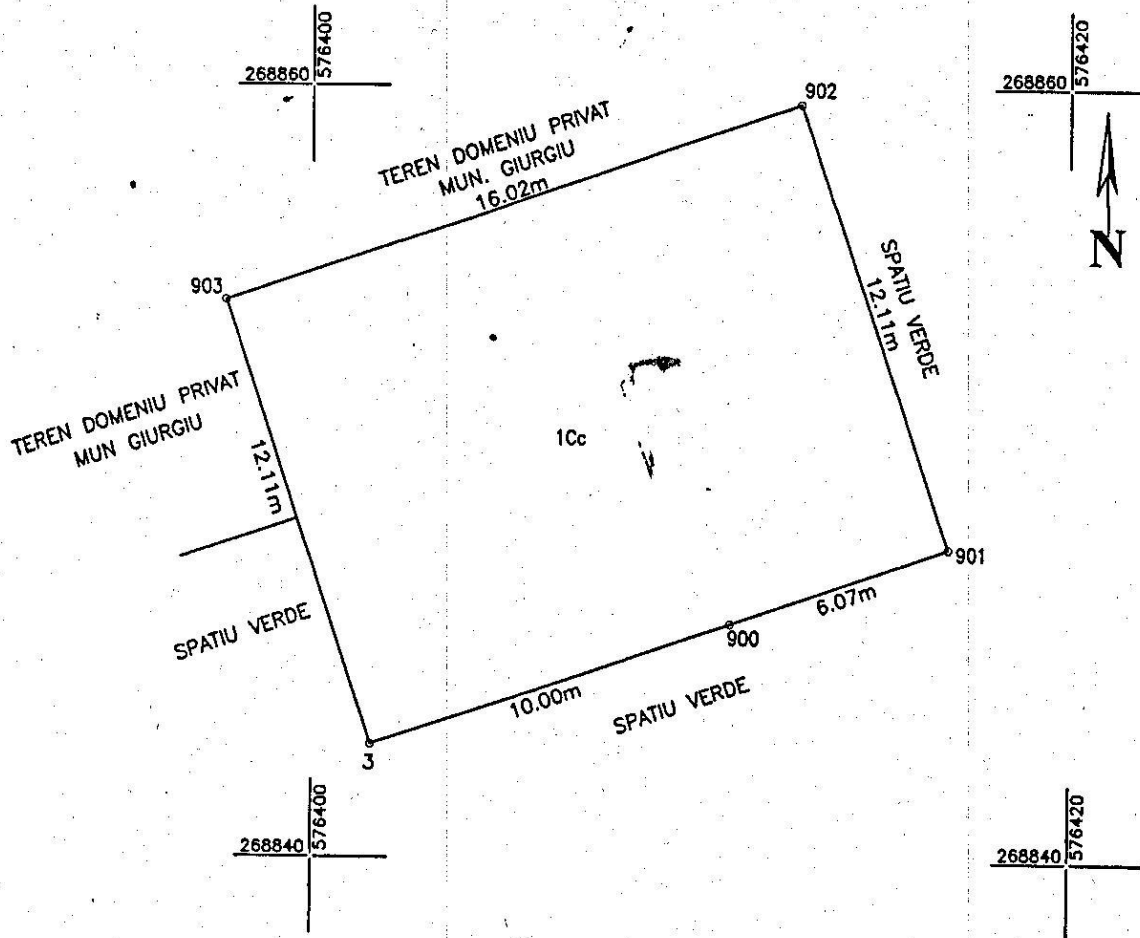 268860
576400
268860
576420
902
TEREN DOMENIU PRIVAT
MUN. GIURGIU
16.02m
N
903
SPATIU VERDE
12.11m
TEREN DOMENIU PRIVAT
MUN GIURGIU
12.11m
1Cc
901
6.07m
900
SPATIU VERDE
10.00m
SPATIU VERDE
3
268840
576400
268840
576420